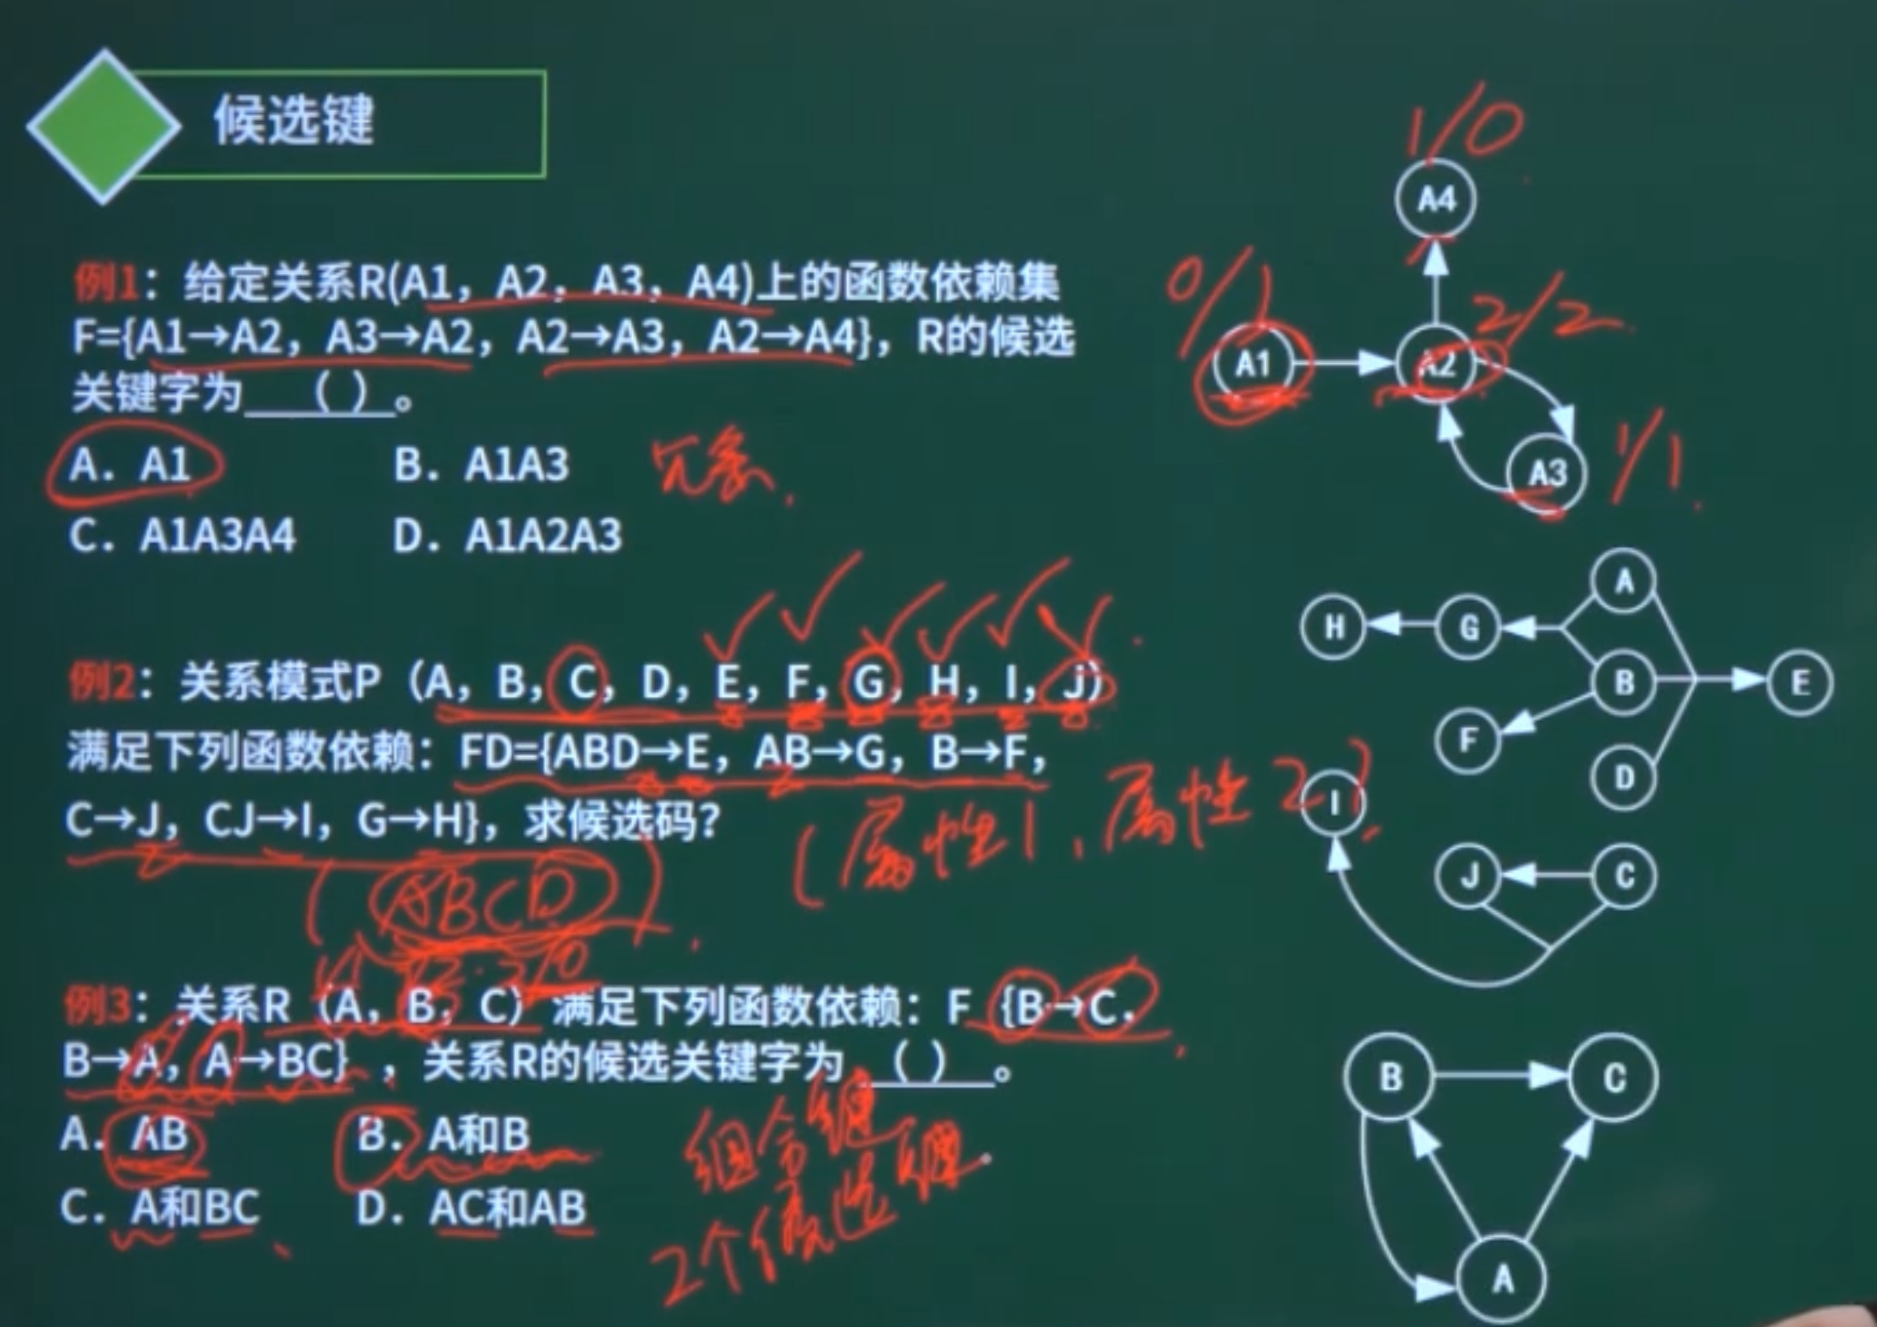 候选键
例1：给定关系R(A1，A2，A3，A4)上的函数依赖集
F={A1→A2，A3→A2，A2→A3，A2→A4}，R的候选
关键字为 （ ） 。
A．A1
B．A1A3
冗余.
C．A1A3A4
D．A1A2A3
例2：关系模式P（A，B，C，D，E，F，G，H，I，J）
满足下列函数依赖：FD={ABD→E，AB→G，B→F，
C→J，CJ→I，G→H}，求候选码？
(属性1，属性2)
(ABCD)
例3：关系R（A，B，C）满足下列函数依赖：F {B→C，
B→A，A→BC}，关系R的候选关键字为 （ ） 。
A．AB
B．A和B
C．A和BC
D．AC和AB
组合键
2个候选键
1/0
A4
0/1
2/2
A1
A2
1/1
A3
A
H
G
B
E
F
D
I
J
C
B
C
A